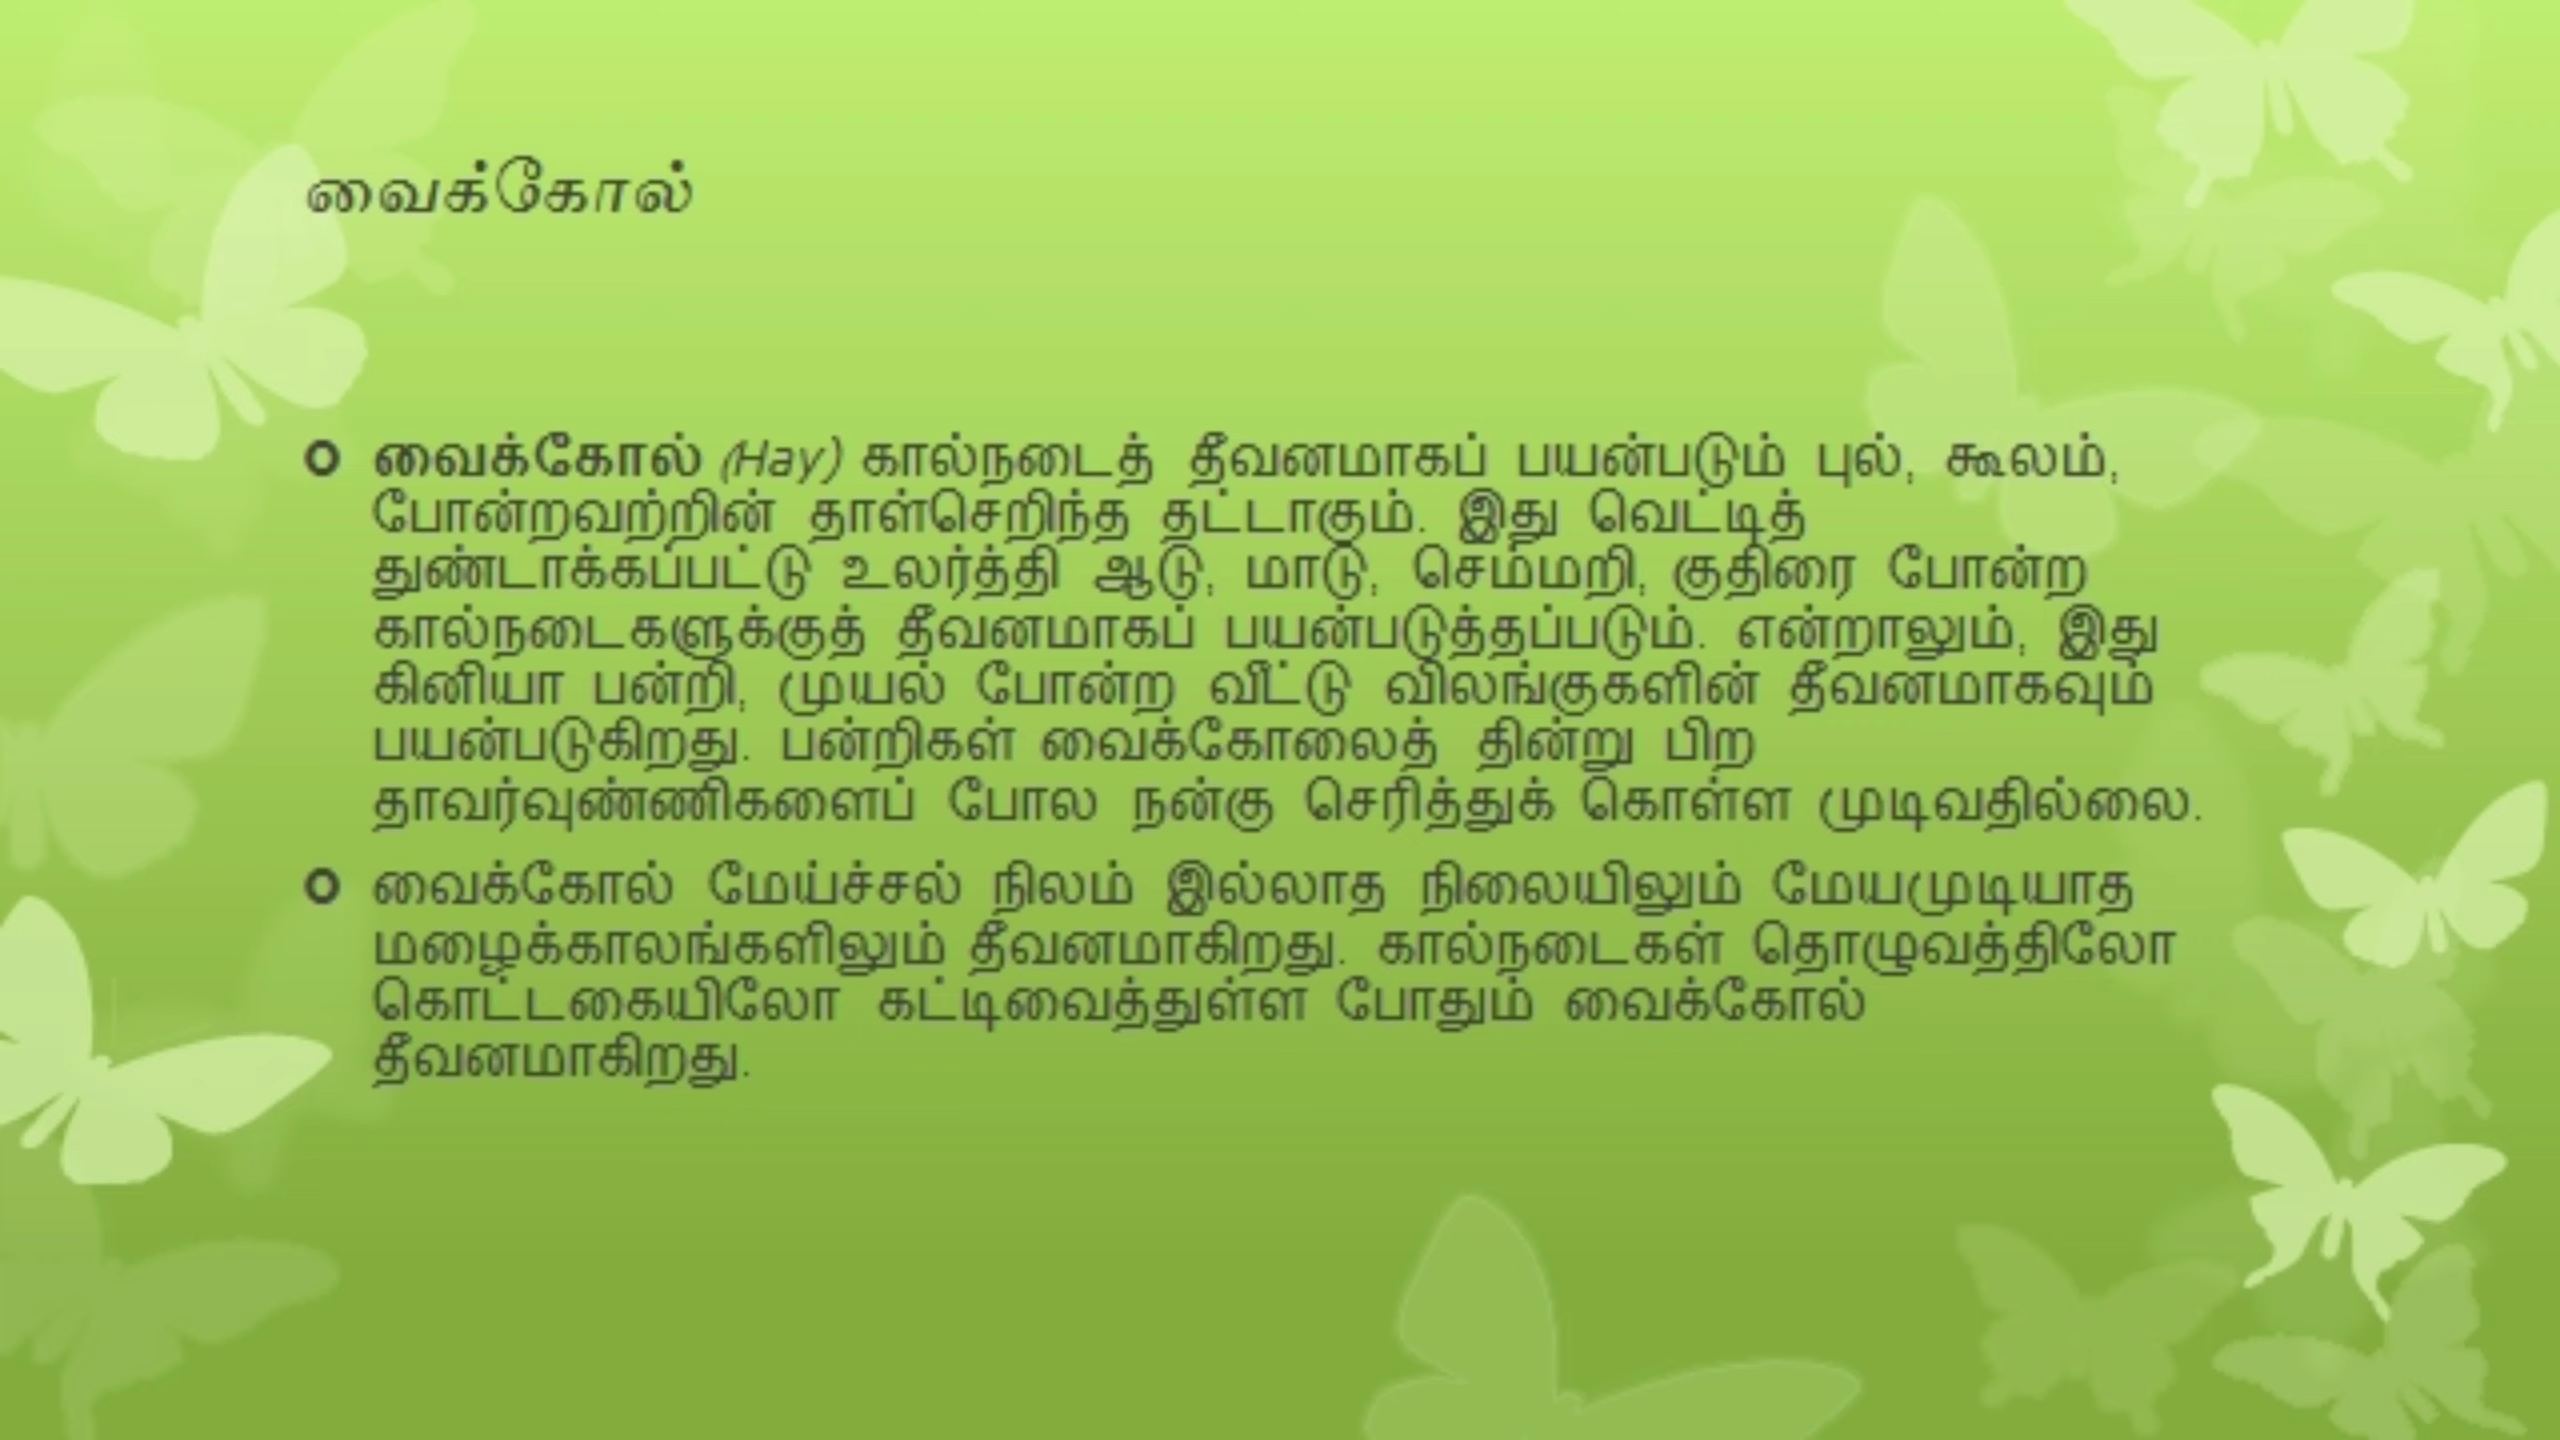 வைக்கோல்
வைக்கோல் (Hay) கால்நடைத் தீவனமாகப் பயன்படும் புல், கூலம்,
போன்றவற்றின் தாள்செறிந்த தட்டாகும். இது வெட்டித்
துண்டாக்கப்பட்டு உலர்த்தி ஆடு, மாடு, செம்மறி, குதிரை போன்ற
கால்நடைகளுக்குத் தீவனமாகப் பயன்படுத்தப்படும். என்றாலும், இது
கினியா பன்றி, முயல் போன்ற வீட்டு விலங்குகளின் தீவனமாகவும்
பயன்படுகிறது. பன்றிகள் வைக்கோலைத் தின்று பிற
தாவர்வுண்ணிகளைப் போல நன்கு செரித்துக் கொள்ள முடிவதில்லை.
வைக்கோல் மேய்ச்சல் நிலம் இல்லாத நிலையிலும் மேயமுடியாத
மழைக்காலங்களிலும் தீவனமாகிறது. கால்நடைகள் தொழுவத்திலோ
கொட்டகையிலோ கட்டிவைத்துள்ள போதும் வைக்கோல்
தீவனமாகிறது.